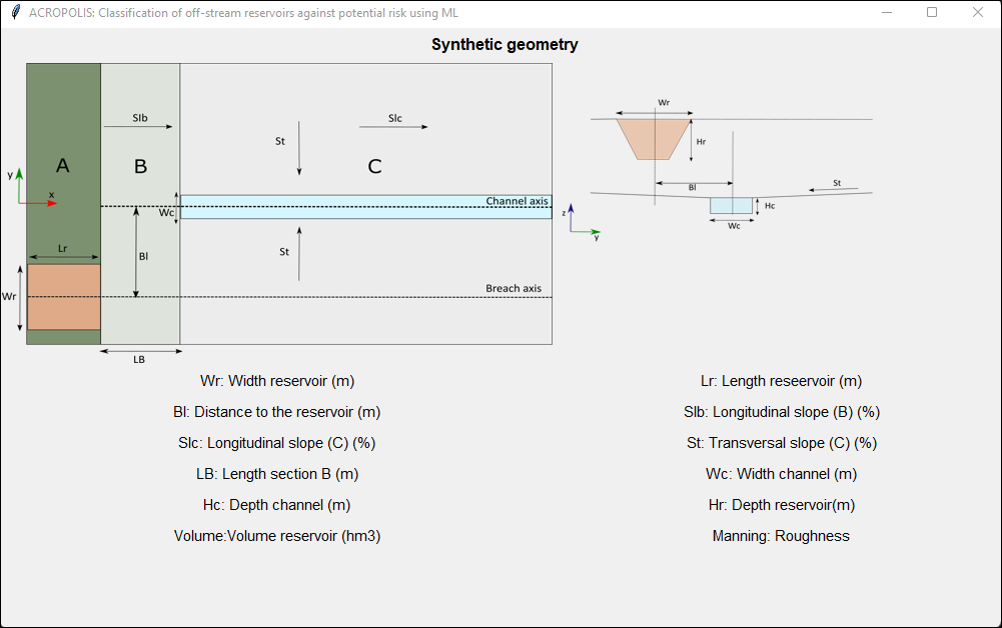 ACROPOLIS: Classification of off-stream reservoirs against potential risk using ML
Synthetic geometry
Slb
Slc
St
A
B
C
y
x
Wc
Channel axis
Lr
Bl
St
Wr
Breach axis
LB
Wr
Hr
Bl
St
Hc
Wc
z
y
Wr: Width reservoir (m)
Lr: Length reseervoir (m)
Bl: Distance to the reservoir (m)
Slb: Longitudinal slope (B) (%)
Slc: Longitudinal slope (C) (%)
St: Transversal slope (C) (%)
LB: Length section B (m)
Wc: Width channel (m)
Hc: Depth channel (m)
Hr: Depth reservoir(m)
Volume:Volume reservoir (hm3)
Manning: Roughness